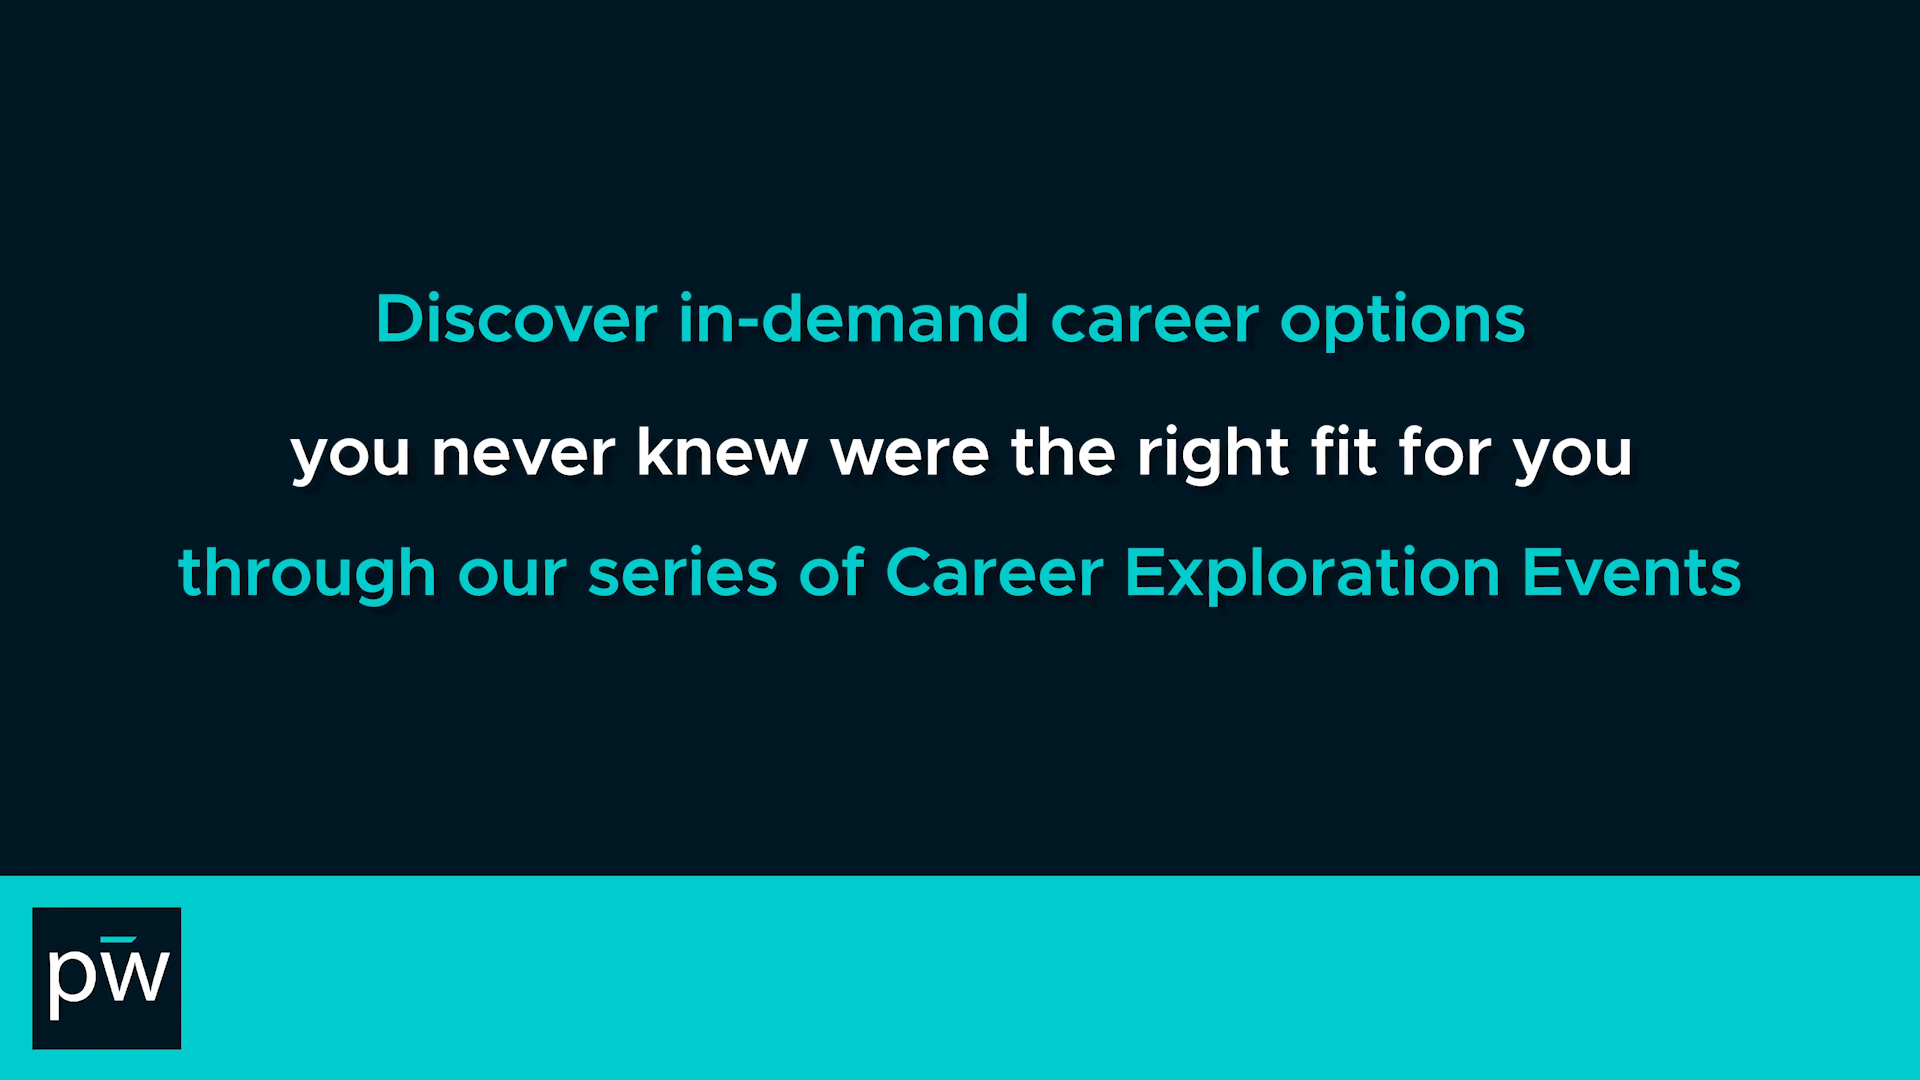 Discover in-demand career options
you never knew were the right fit for you
through our series of Career Exploration Events
pw